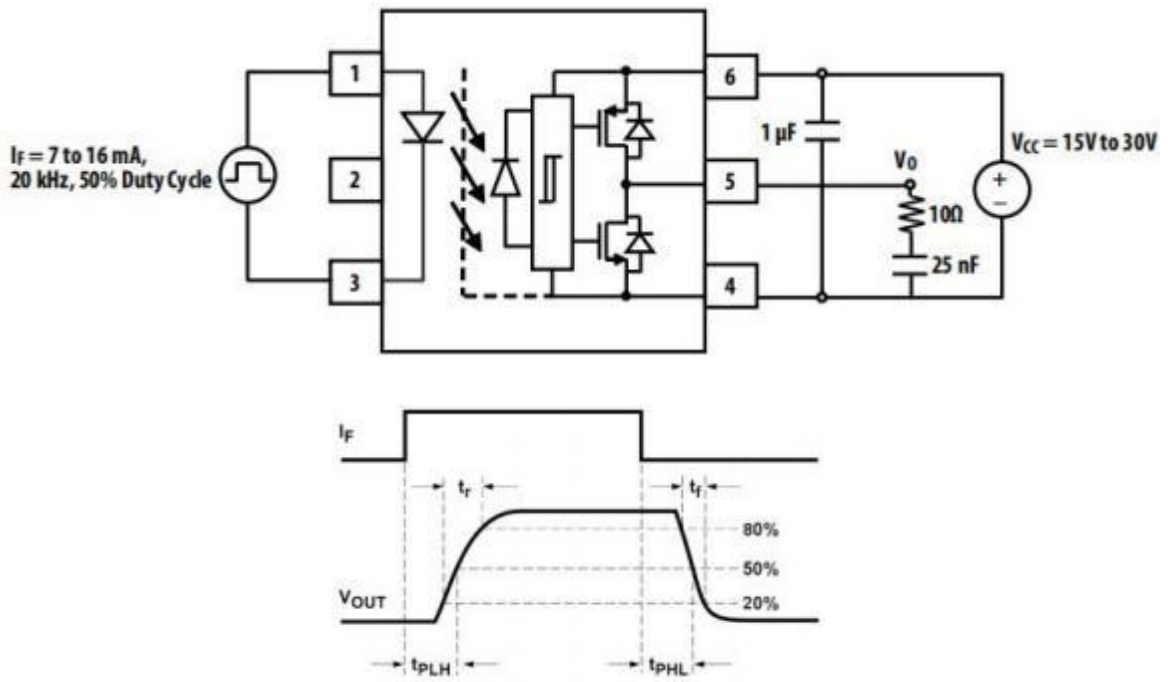 1
6
I_F = 7 to 16 mA,
20 kHz, 50% Duty Cycle
2
5
3
4
1 µF
V_O
V_CC = 15V to 30V
+
−
10Ω
25 nF
I_F
t_r
t_f
80%
50%
20%
V_OUT
t_PLH
t_PHL